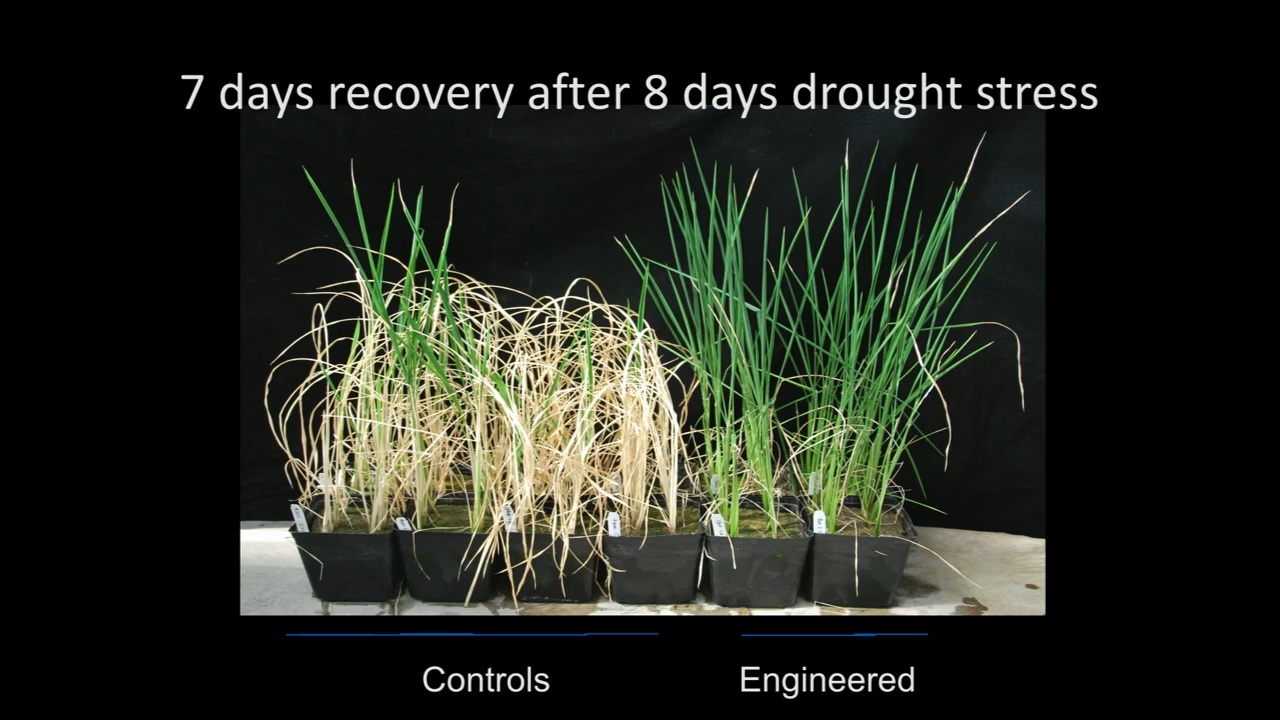 7 days recovery after 8 days drought stress
Controls
Engineered